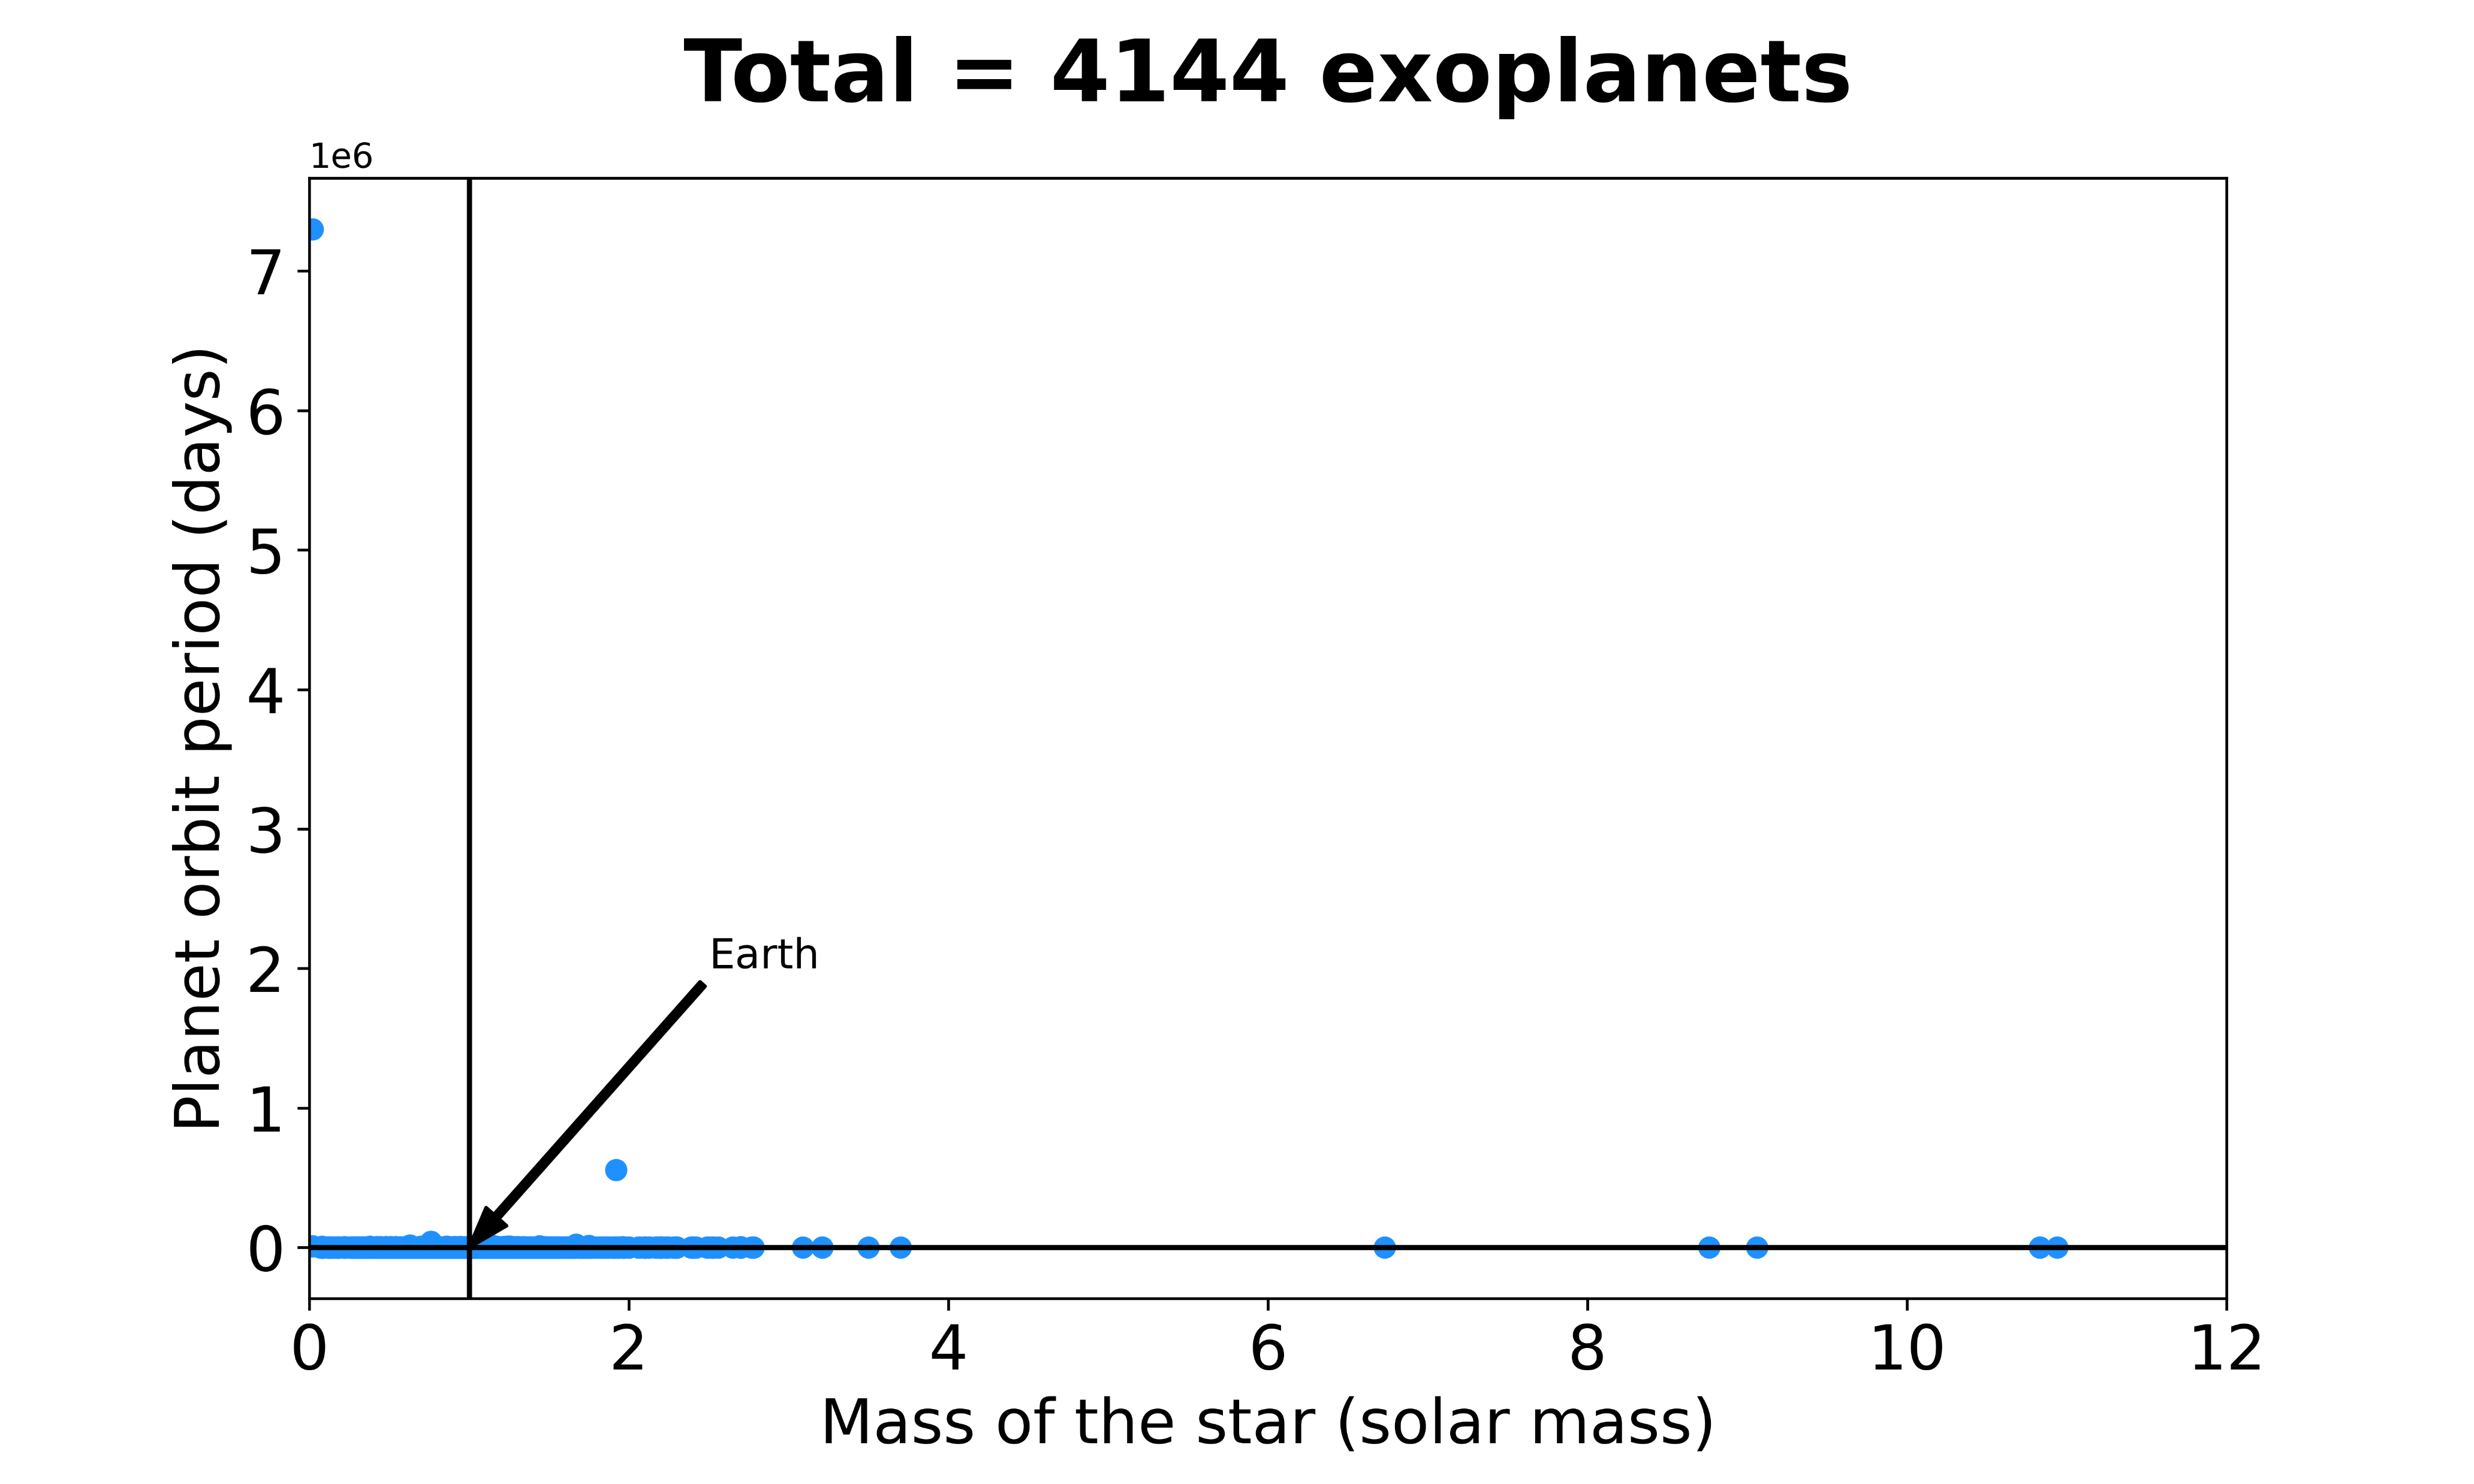 Total = 4144 exoplanets
1e6
7
6
5
4
3
2
1
0
Planet orbit period (days)
Earth
0 2 4 6 8 10 12
Mass of the star (solar mass)